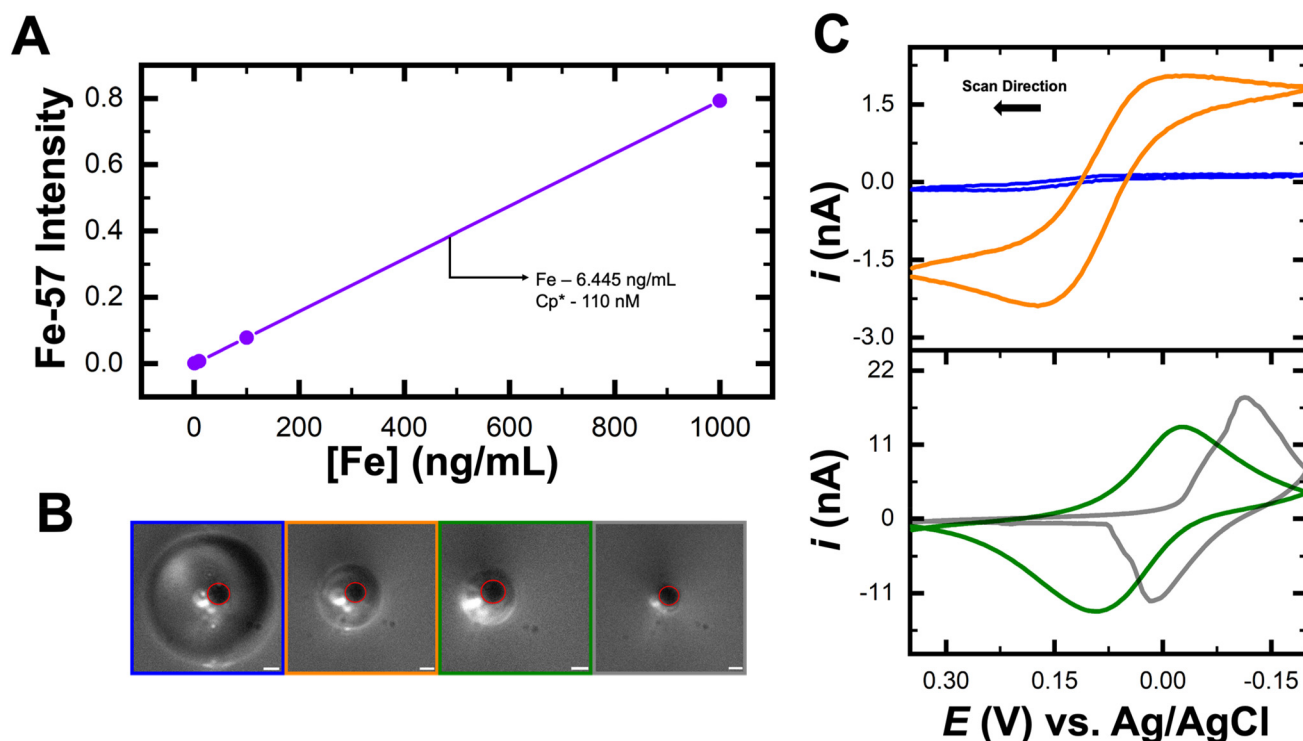 A
Fe-57 Intensity
0.8
0.6
0.4
0.2
0.0
Fe – 6.445 ng/mL
Cp* - 110 nM
0 200 400 600 800 1000
[Fe] (ng/mL)
B
C
Scan Direction
i (nA)
1.5
0.0
-1.5
-3.0
i (nA)
22
11
0
-11
0.30 0.15 0.00 -0.15
E (V) vs. Ag/AgCl